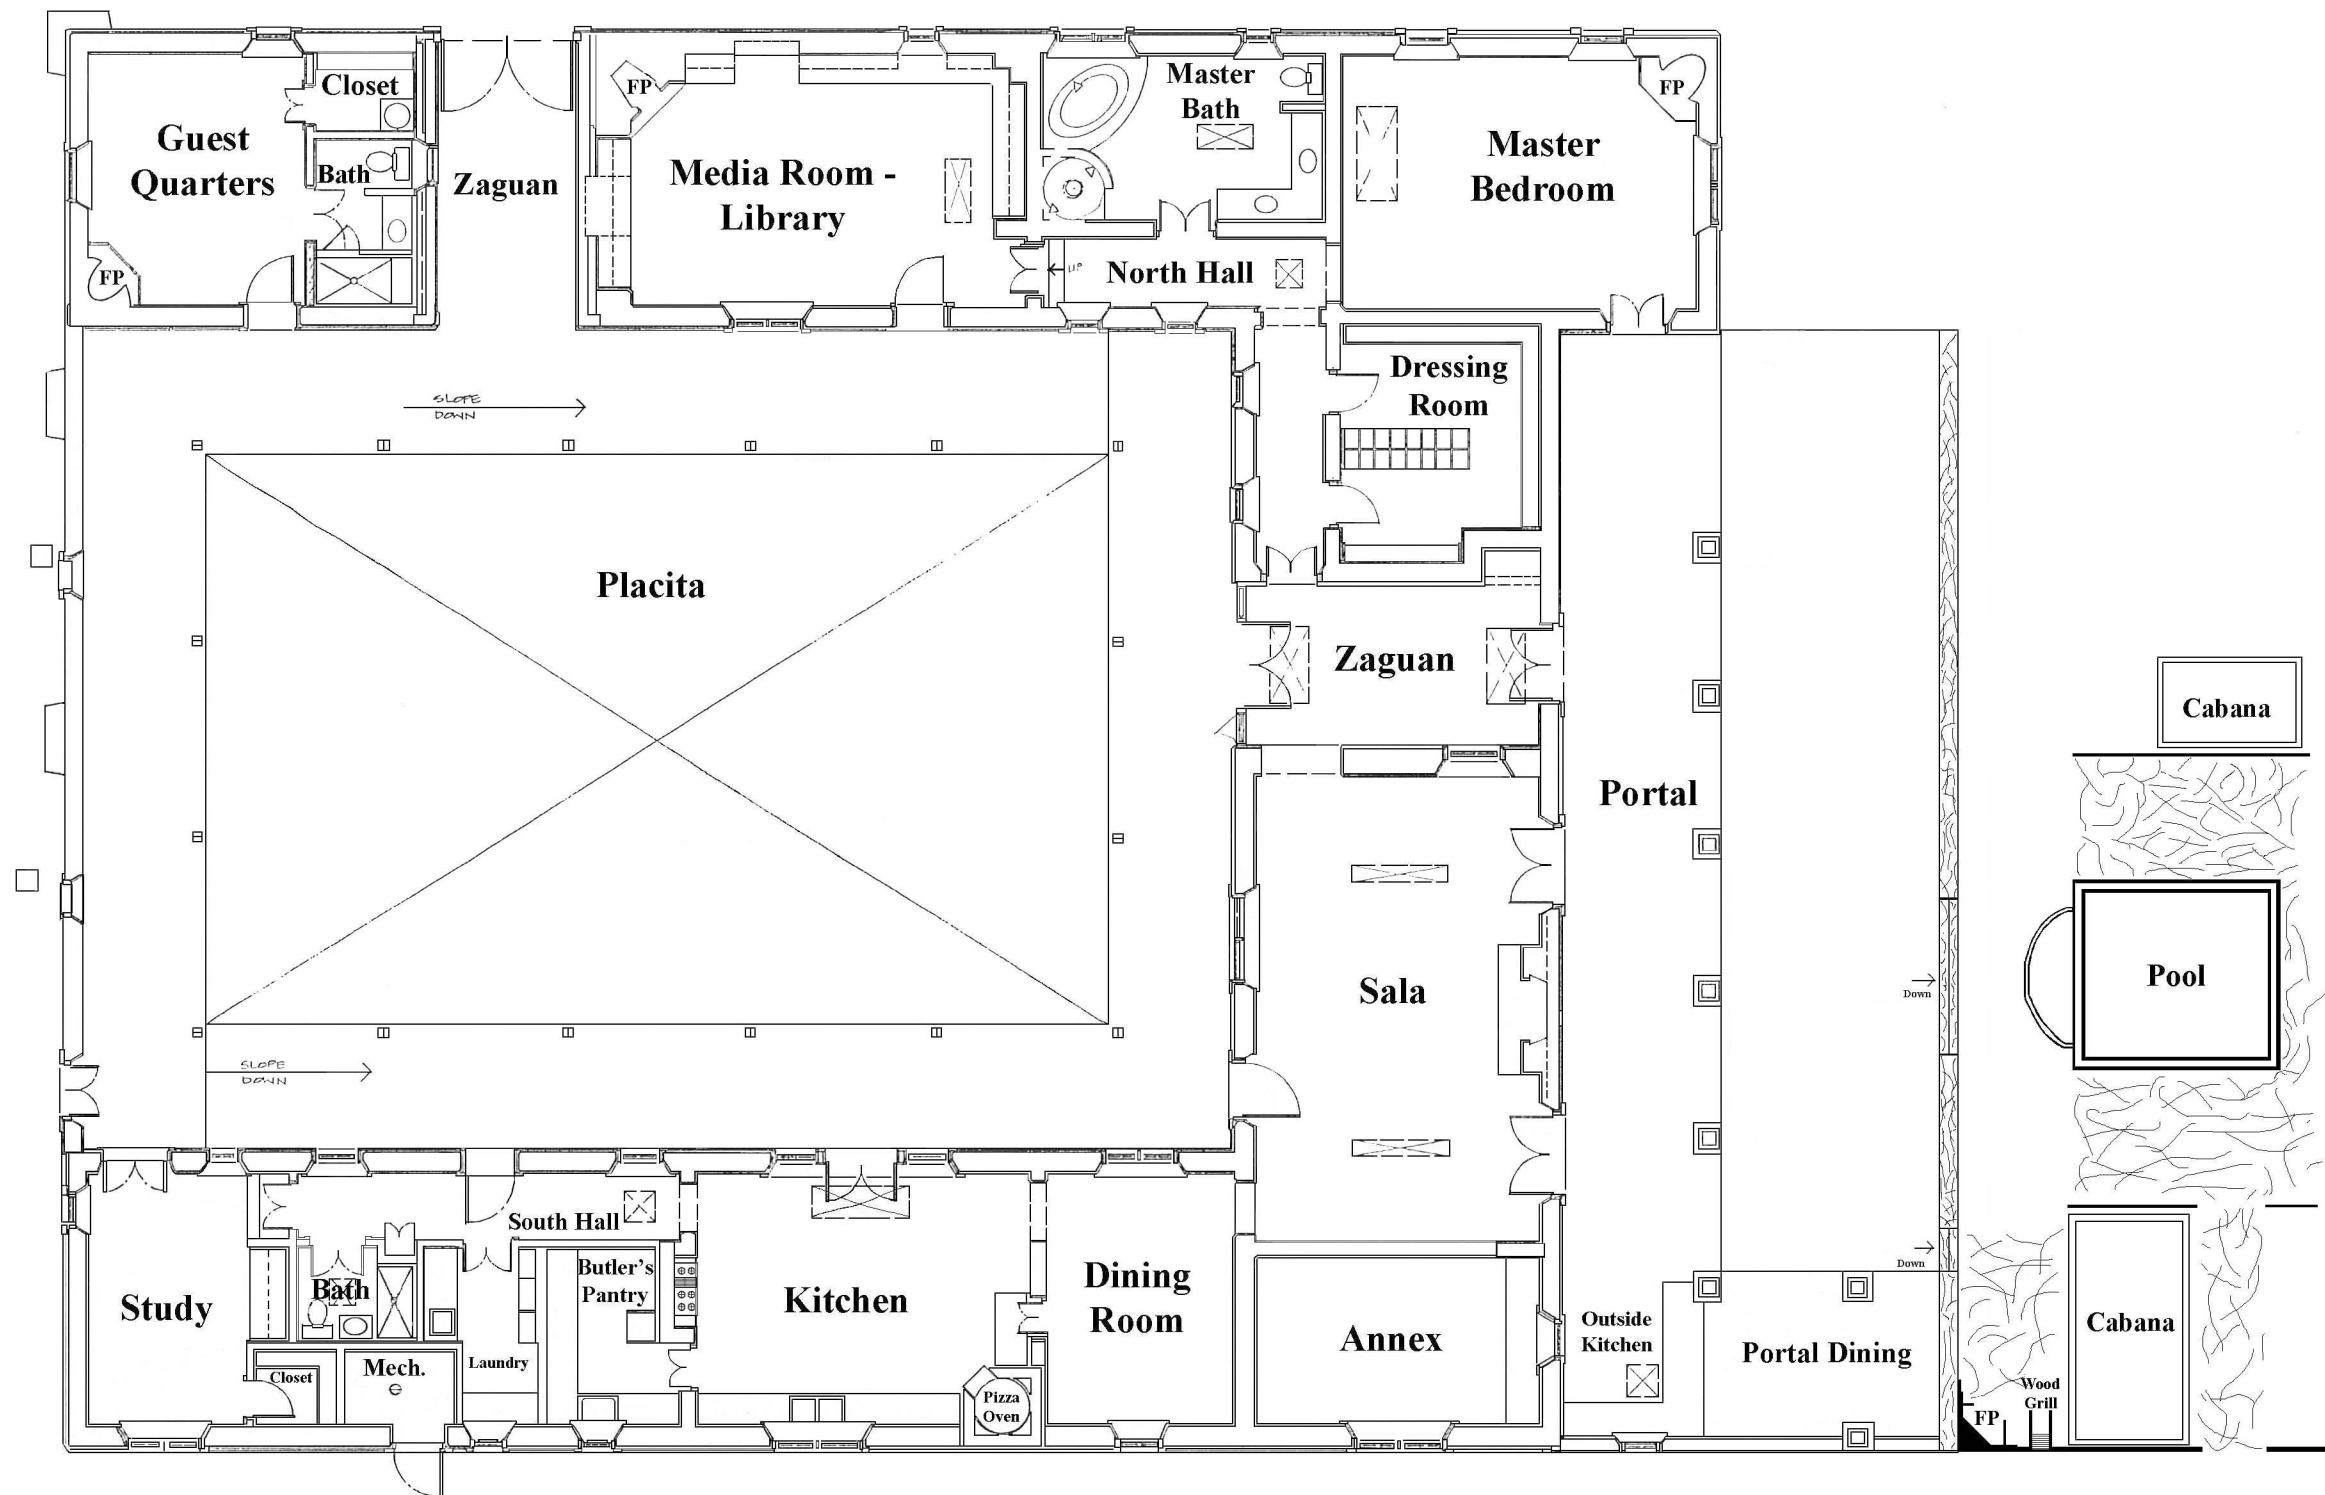 Closet
FP
Master
Bath
FP
Guest
Quarters
Master
Bedroom
Bath
Zaguan
Media Room -
Library
FP
UP
North Hall
Dressing
Room
SLOPE
DOWN
Placita
Zaguan
Cabana
Portal
Pool
Sala
Down
SLOPE
DOWN
South Hall
Down
Butler's
Pantry
Bath
Dining
Room
Kitchen
Study
Outside
Kitchen
Cabana
Annex
Portal Dining
Laundry
Mech.
Closet
Pizza
Oven
Wood
Grill
FP